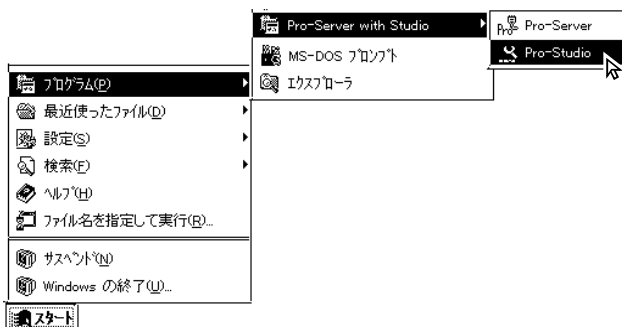 Pro-Server with Studio
MS-DOS プロンプト
エクスプローラ
Pro-Server
Pro-Studio
プログラム(P)
最近使ったファイル(D)
設定(S)
検索(F)
ヘルプ(H)
ファイル名を指定して実行(R)...
サスペンド(N)
Windows の終了(U)...
スタート